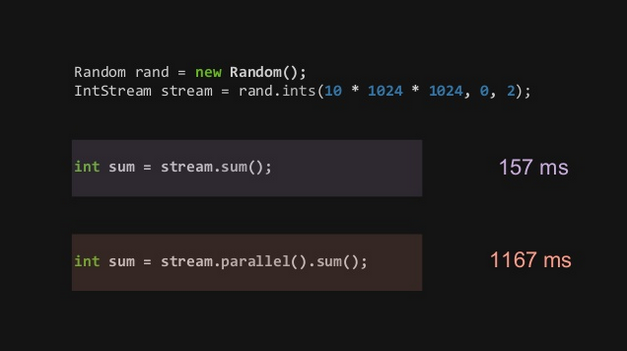 Random rand = new Random();
IntStream stream = rand.ints(10 * 1024 * 1024, 0, 2);
int sum = stream.sum();
157 ms
int sum = stream.parallel().sum();
1167 ms